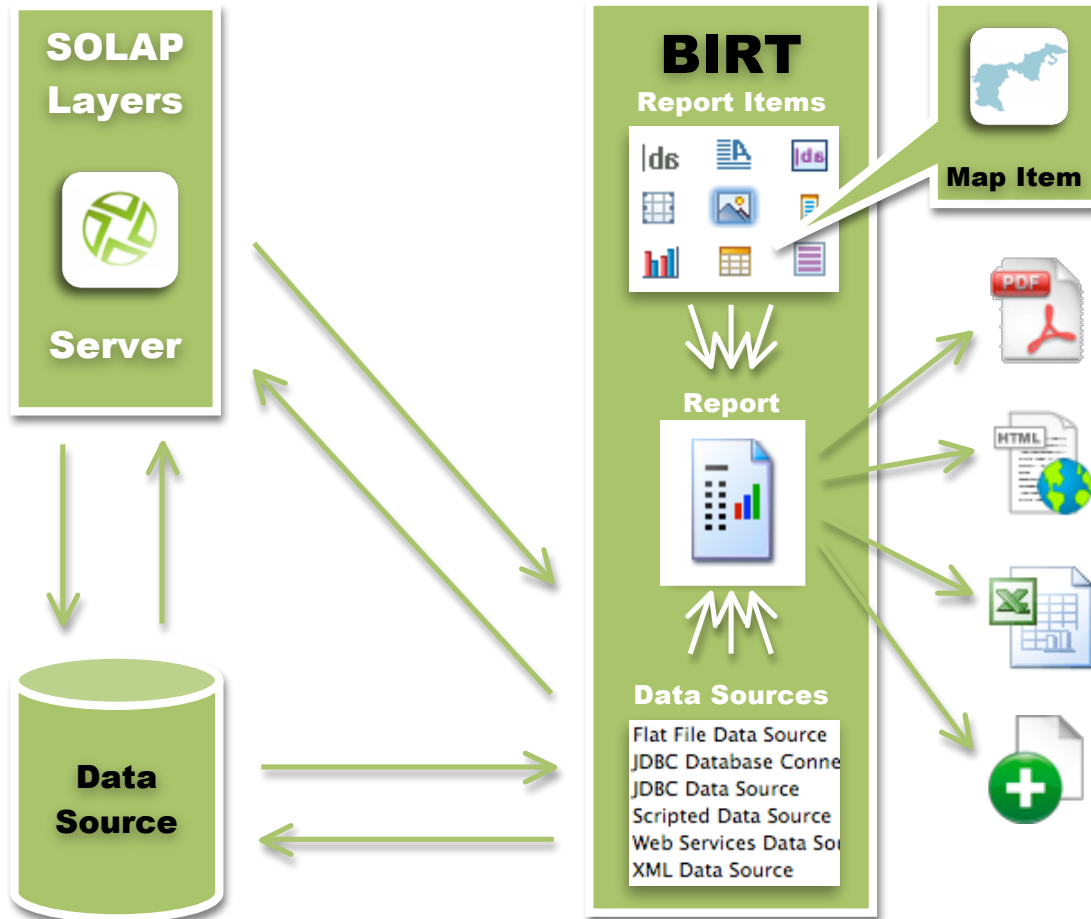 SOLAP
Layers
Server
Data
Source
BIRT
Report Items
Report
Data Sources
Flat File Data Source
JDBC Database Conne
JDBC Data Source
Scripted Data Source
Web Services Data Sou
XML Data Source
Map Item
PDF
HTML